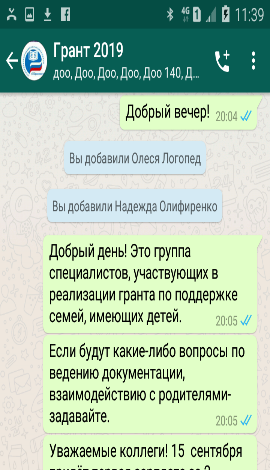 4G 11:39
Грант 2019
доо, Доо, Доо, Доо, Доо 140, Д...
Добрый вечер! 20:04
Вы добавили Олеся Логопед
Вы добавили Надежда Олифиренко
Добрый день! Это группа
специалистов, участвующих в
реализации гранта по поддержке
семей, имеющих детей.
20:05
Если будут какие-либо вопросы по
ведению документации,
взаимодействию с родителями-
задавайте.
20:05
Уважаемые коллеги! 15 сентября